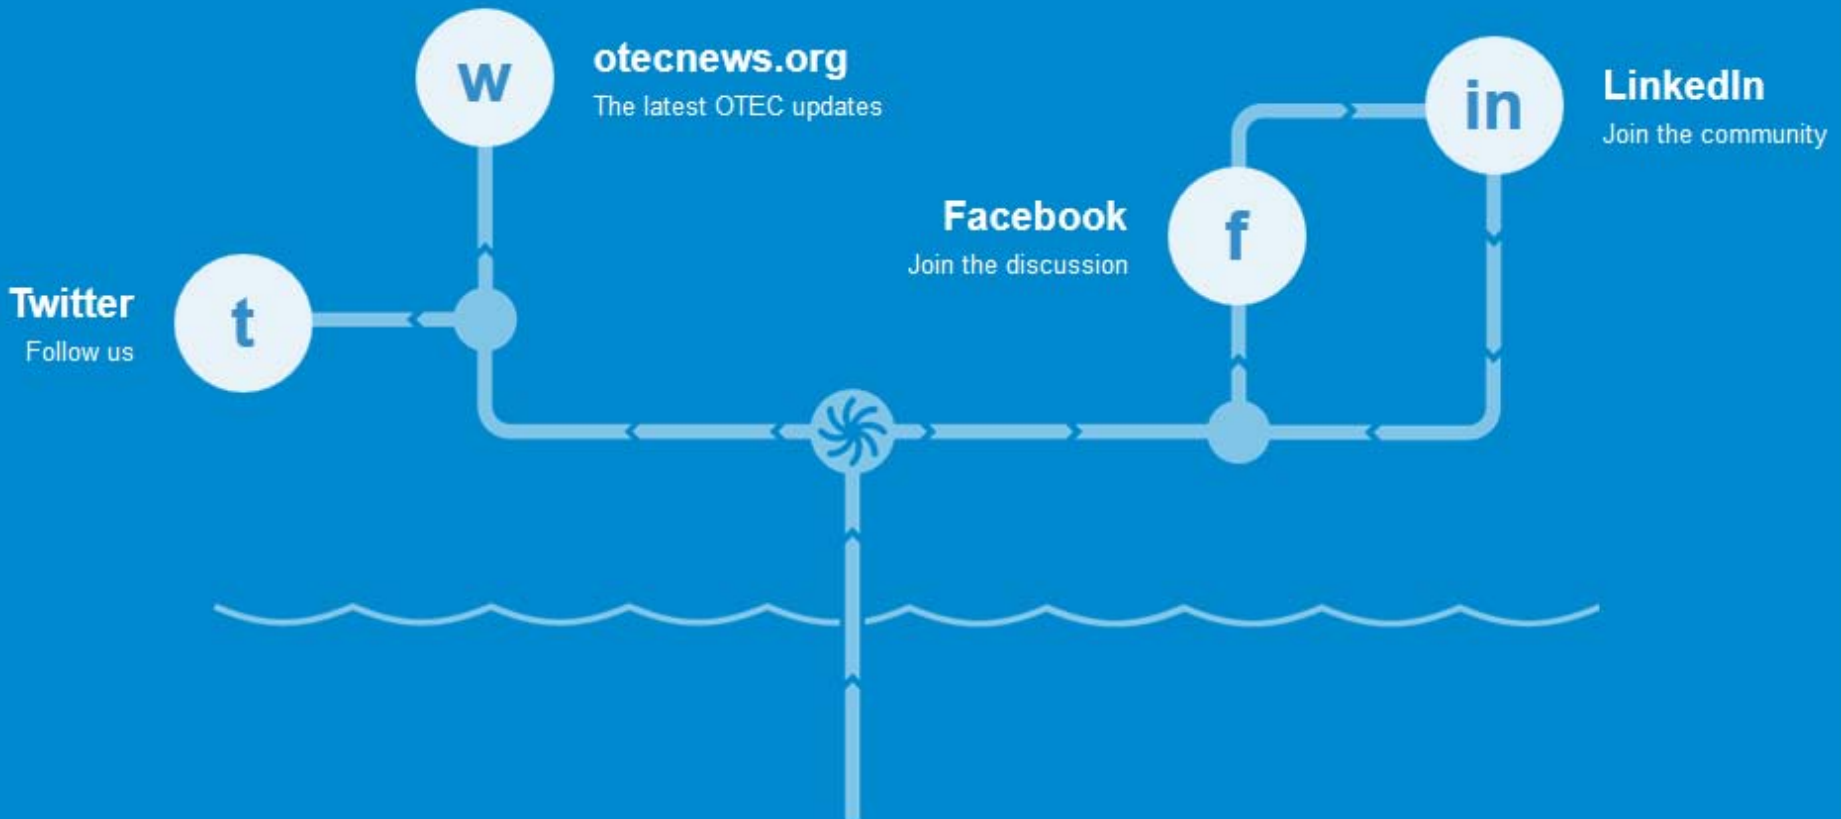 w
otecnews.org
The latest OTEC updates
in
LinkedIn
Join the community
Facebook
Join the discussion
f
Twitter
Follow us
t